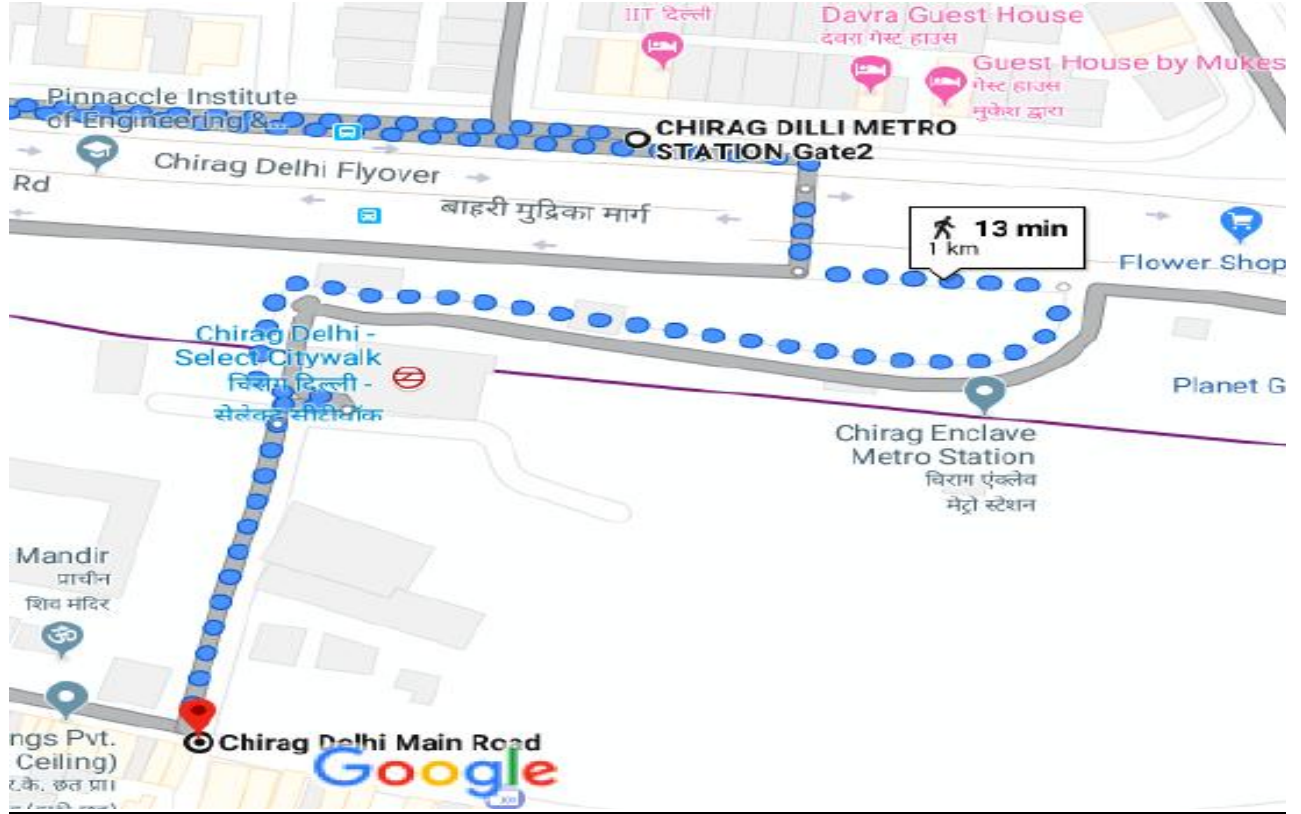 IIT दिल्ली
Davra Guest House
देवरा गेस्ट हाउस
Guest House by Mukes
गेस्ट हाउस
मुकेश द्वारा
Pinnaccle Institute
of Engineering &...
CHIRAG DILLI METRO
STATION Gate2
Chirag Delhi Flyover
Rd
बाहरी मुद्रिका मार्ग
13 min
1 km
Flower Shop
Chirag Delhi -
Select Citywalk
चिराग दिल्ली -
सेलेक्ट सीटीवॉक
Planet G
Chirag Enclave
Metro Station
चिराग एंक्लेव
मेट्रो स्टेशन
Mandir
प्राचीन
शिव मंदिर
ngs Pvt.
Ceiling)
र.के. छत प्रा।
Chirag Delhi Main Road
Google